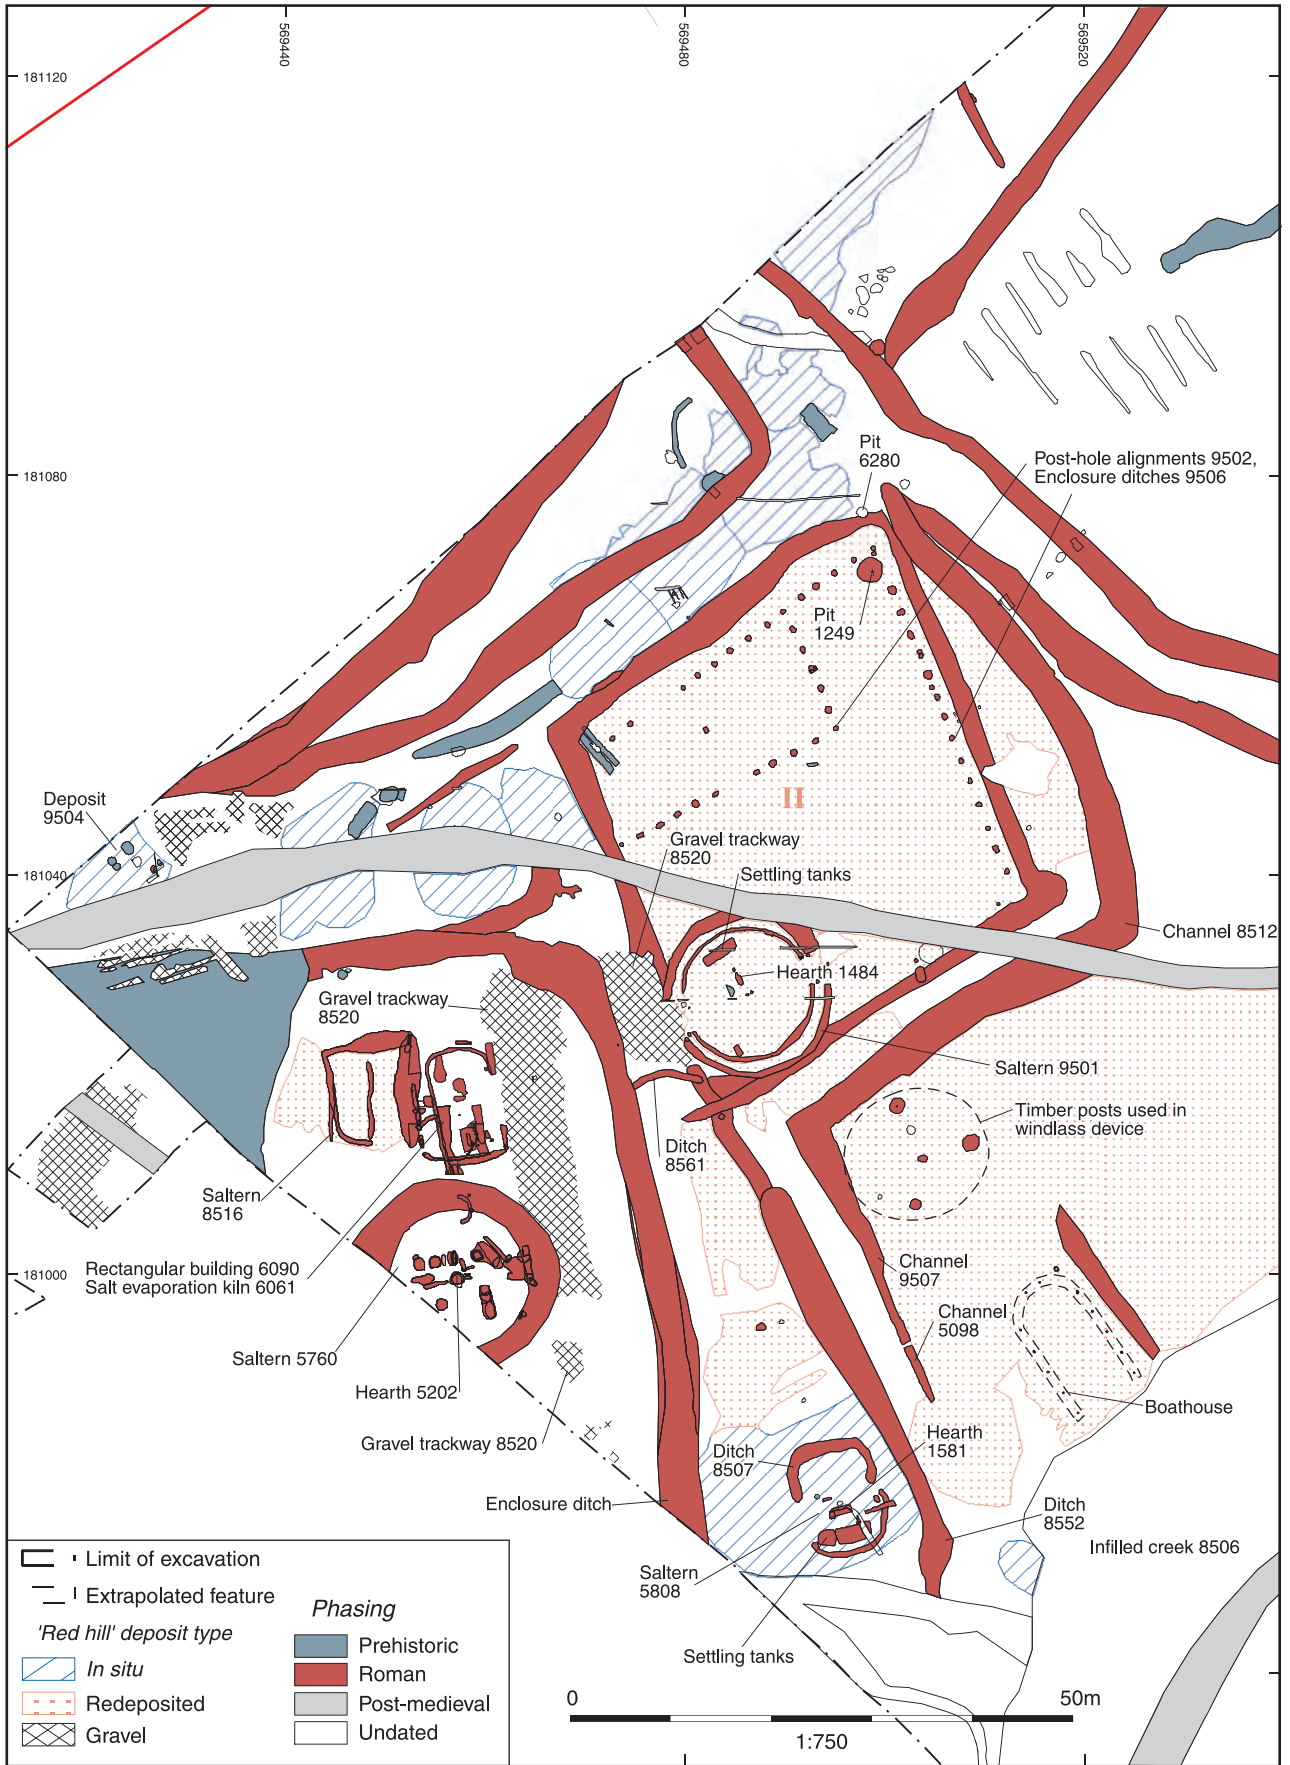 569440
569480
569520
181120
181080
181040
181000
Pit
6280
Post-hole alignments 9502,
Enclosure ditches 9506
Pit
1249
II
Deposit
9504
Gravel trackway
8520
Settling tanks
Channel 8512
Hearth 1484
Gravel trackway
8520
Saltern 9501
Timber posts used in
windlass device
Ditch
8561
Saltern
8516
Rectangular building 6090
Salt evaporation kiln 6061
Channel
9507
Channel
5098
Saltern 5760
Hearth 5202
Boathouse
Gravel trackway 8520
Hearth
1581
Ditch
8507
Enclosure ditch
Ditch
8552
Infilled creek 8506
Saltern
5808
Settling tanks
Limit of excavation
Extrapolated feature
'Red hill' deposit type
In situ
Redeposited
Gravel
Phasing
Prehistoric
Roman
Post-medieval
Undated
0
50m
1:750